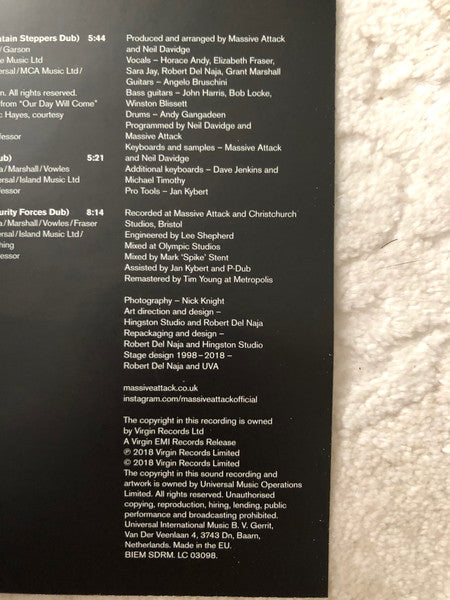 tain Steppers Dub) 5:44
/Garson
e Music Ltd
ersal/MCA Music Ltd/
n. All rights reserved.
from "Our Day Will Come"
c Hayes, courtesy
fessor
ub) 5:21
a/Marshall/Vowles
ersal/Island Music Ltd
fessor
urity Forces Dub) 8:14
a/Marshall/Vowles/Fraser
ersal/Island Music Ltd/
hing
fessor
Produced and arranged by Massive Attack
and Neil Davidge
Vocals – Horace Andy, Elizabeth Fraser,
Sara Jay, Robert Del Naja, Grant Marshall
Guitars – Angelo Bruschini
Bass guitars – John Harris, Bob Locke,
Winston Blissett
Drums – Andy Gangadeen
Programmed by Neil Davidge and
Massive Attack
Keyboards and samples – Massive Attack
and Neil Davidge
Additional keyboards – Dave Jenkins and
Michael Timothy
Pro Tools – Jan Kybert
Recorded at Massive Attack and Christchurch
Studios, Bristol
Engineered by Lee Shepherd
Mixed at Olympic Studios
Mixed by Mark 'Spike' Stent
Assisted by Jan Kybert and P-Dub
Remastered by Tim Young at Metropolis
Photography – Nick Knight
Art direction and design –
Hingston Studio and Robert Del Naja
Repackaging and design –
Robert Del Naja and Hingston Studio
Stage design 1998–2018 –
Robert Del Naja and UVA
massiveattack.co.uk
instagram.com/massiveattackofficial
The copyright in this recording is owned
by Virgin Records Ltd
A Virgin EMI Records Release
℗ 2018 Virgin Records Limited
© 2018 Virgin Records Limited
The copyright in this sound recording and
artwork is owned by Universal Music Operations
Limited. All rights reserved. Unauthorised
copying, reproduction, hiring, lending, public
performance and broadcasting prohibited.
Universal International Music B. V. Gerrit,
Van Der Veenlaan 4, 3743 Dn, Baarn,
Netherlands. Made in the EU.
BIEM SDRM. LC 03098.